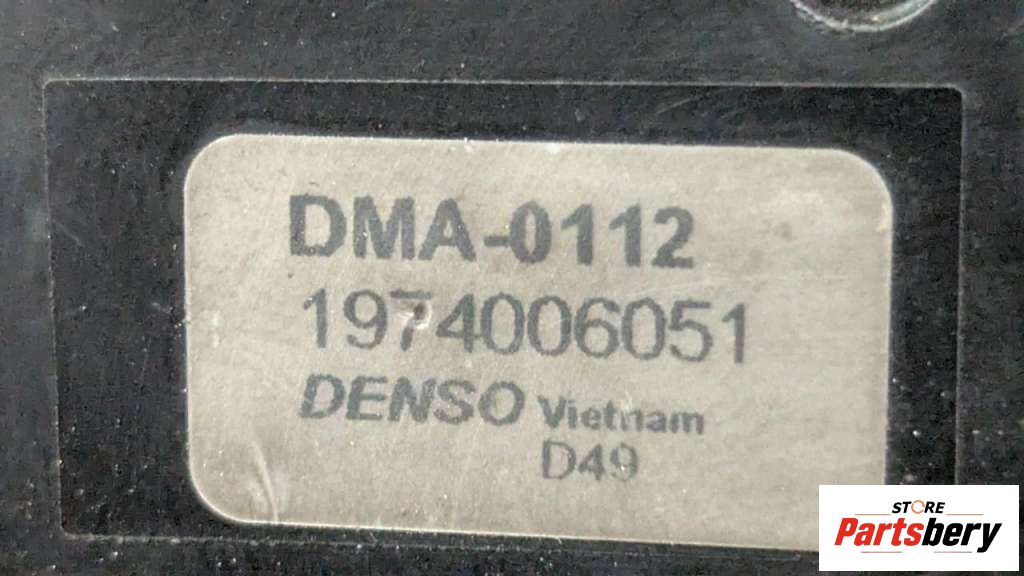 DMA-0112
1974006051
DENSO Vietnam
D49
STORE
Partsbery